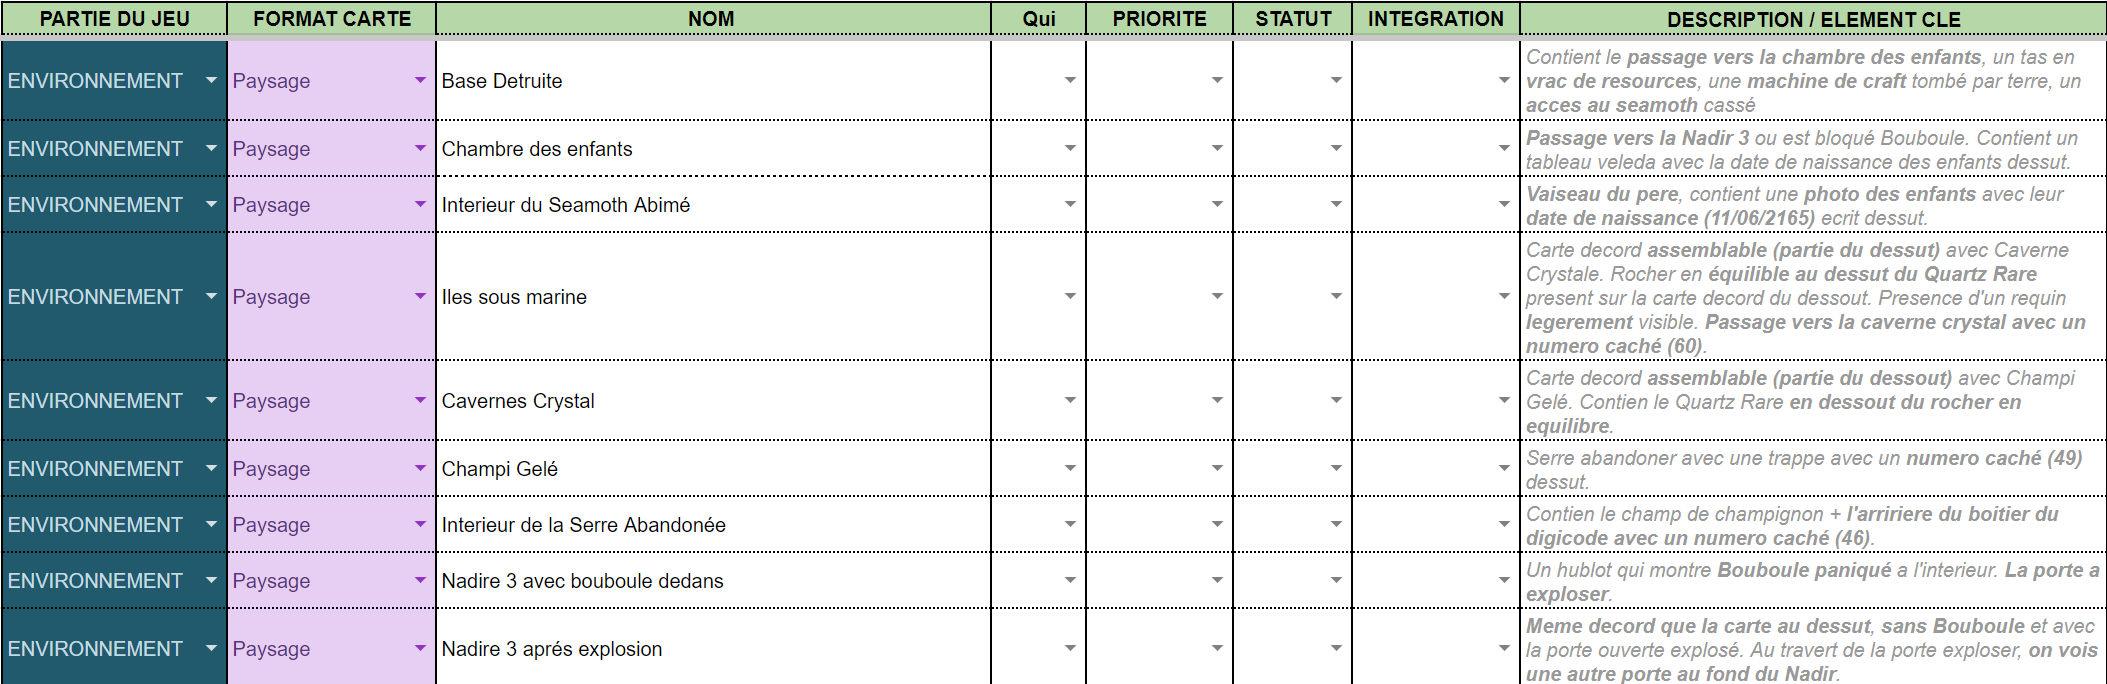 PARTIE DU JEU FORMAT CARTE NOM Qui PRIORITE STATUT INTEGRATION DESCRIPTION / ELEMENT CLE
ENVIRONNEMENT Paysage Base Detruite
Contient le passage vers la chambre des enfants, un tas en
vrac de resources, une machine de craft tombé par terre, un
acces au seamoth cassé
ENVIRONNEMENT Paysage Chambre des enfants
Passage vers la Nadir 3 ou est bloqué Bouboule. Contient un
tableau veleda avec la date de naissance des enfants dessut.
ENVIRONNEMENT Paysage Interieur du Seamoth Abimé
Vaiseau du pere, contient une photo des enfants avec leur
date de naissance (11/06/2165) ecrit dessut.
ENVIRONNEMENT Paysage Iles sous marine
Carte decord assemblable (partie du dessut) avec Caverne
Crystale. Rocher en équilible au dessut du Quartz Rare
present sur la carte decord du dessout. Presence d'un requin
legerement visible. Passage vers la caverne crystal avec un
numero caché (60).
ENVIRONNEMENT Paysage Cavernes Crystal
Carte decord assemblable (partie du dessout) avec Champi
Gelé. Contien le Quartz Rare en dessout du rocher en
equilibre.
ENVIRONNEMENT Paysage Champi Gelé
Serre abandoner avec une trappe avec un numero caché (49)
dessut.
ENVIRONNEMENT Paysage Interieur de la Serre Abandonée
Contien le champ de champignon + l'arririere du boitier du
digicode avec un numero caché (46).
ENVIRONNEMENT Paysage Nadire 3 avec bouboule dedans
Un hublot qui montre Bouboule paniqué a l'interieur. La porte a
exploser.
ENVIRONNEMENT Paysage Nadire 3 aprés explosion
Meme decord que la carte au dessut, sans Bouboule et avec
la porte ouverte explosé. Au travert de la porte exploser, on vois
une autre porte au fond du Nadir.